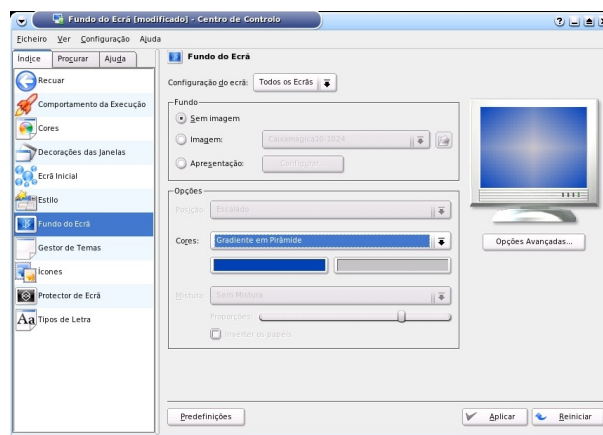 Fundo do Ecrã [modificado] - Centro de Controlo
Ficheiro Ver Configuração Ajuda
Índice Procurar Ajuda
Recuar
Comportamento da Execução
Cores
Decorações das Janelas
Ecrã Inicial
Estilo
Fundo do Ecrã
Gestor de Temas
Ícones
Protector de Ecrã
Tipos de Letra
Fundo do Ecrã
Configuração do ecrã: Todos os Ecrãs
Fundo
Sem imagem
Imagem: Caixamagica10-1024
Apresentação: Configurar...
Opções
Posição: Escalado
Cores: Gradiente em Pirâmide
Mistura: Sem Mistura
Proporções:
Inverter os papéis
Opções Avançadas...
Predefinições
Aplicar
Reiniciar